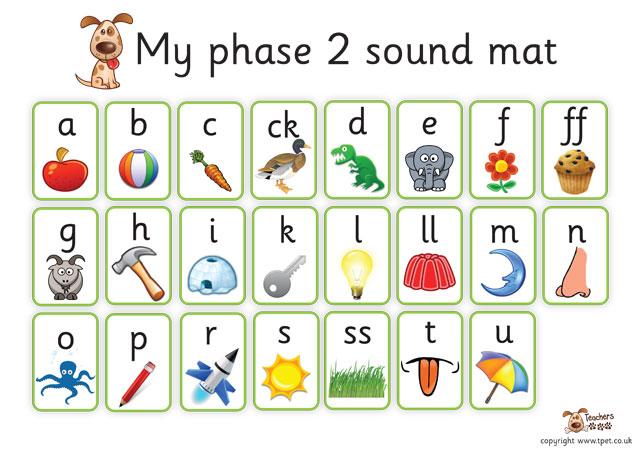 My phase 2 sound mat
a b c ck d e f ff
g h i k l ll m n
o p r s ss t u
Teachers
copyright www.tpet.co.uk